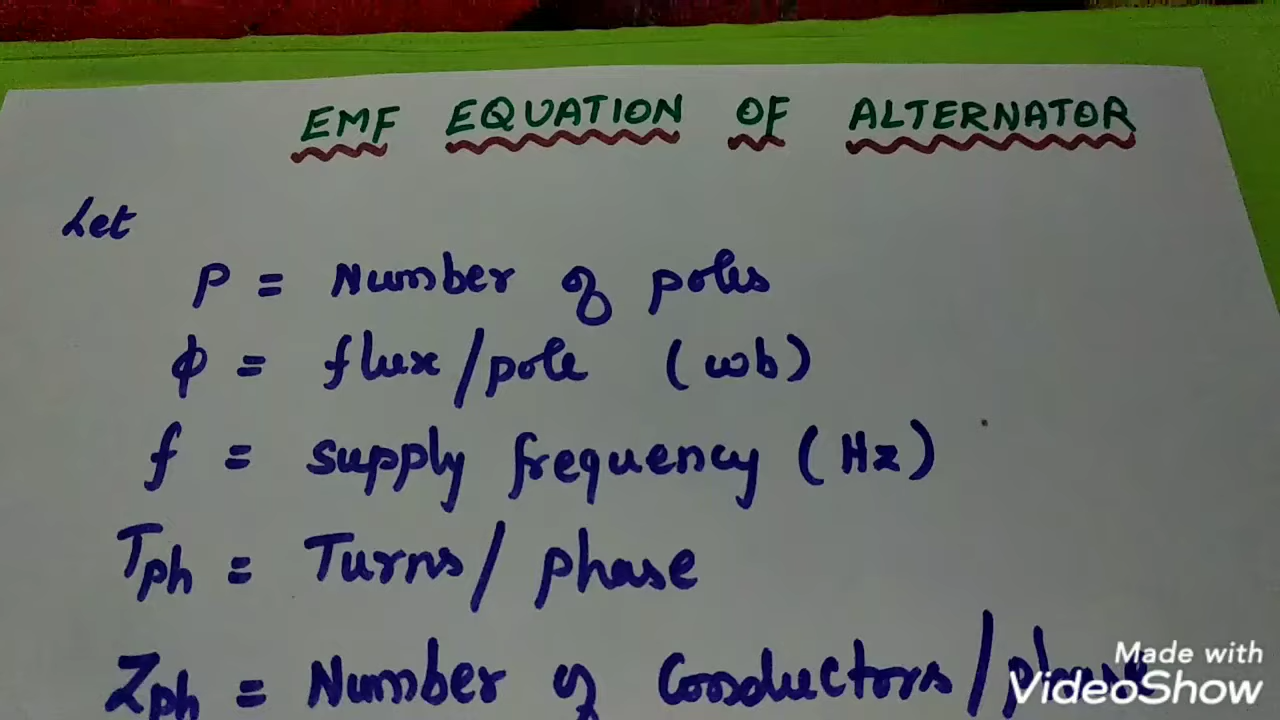 EMF EQUATION OF ALTERNATOR
Let
P = Number of poles
ϕ = flux/pole (wb)
f = supply frequency (Hz)
Tph = Turns/phase
Zph = Number of Conductors/phase
Made with
VideoShow